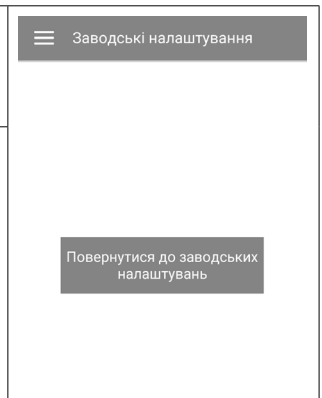 Заводські налаштування
Повернутися до заводських
налаштувань